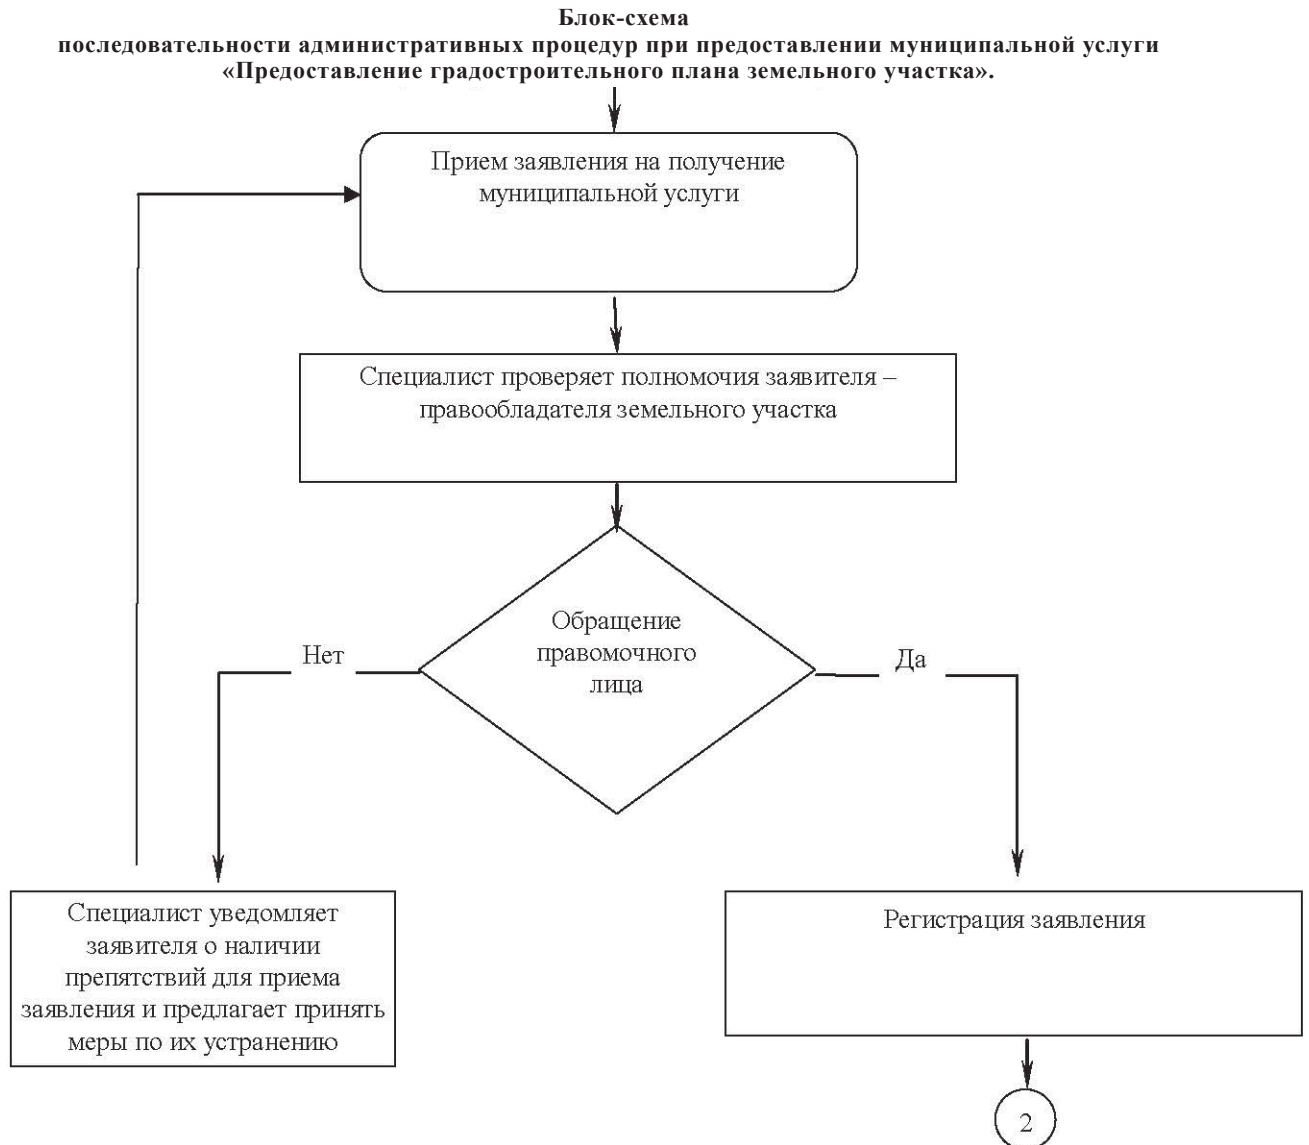 Блок-схема
последовательности административных процедур при предоставлении муниципальной услуги
«Предоставление градостроительного плана земельного участка».
Прием заявления на получение
муниципальной услуги
Специалист проверяет полномочия заявителя –
правообладателя земельного участка
Обращение
правомочного
лица
Нет
Да
Специалист уведомляет
заявителя о наличии
препятствий для приема
заявления и предлагает принять
меры по их устранению
Регистрация заявления
2